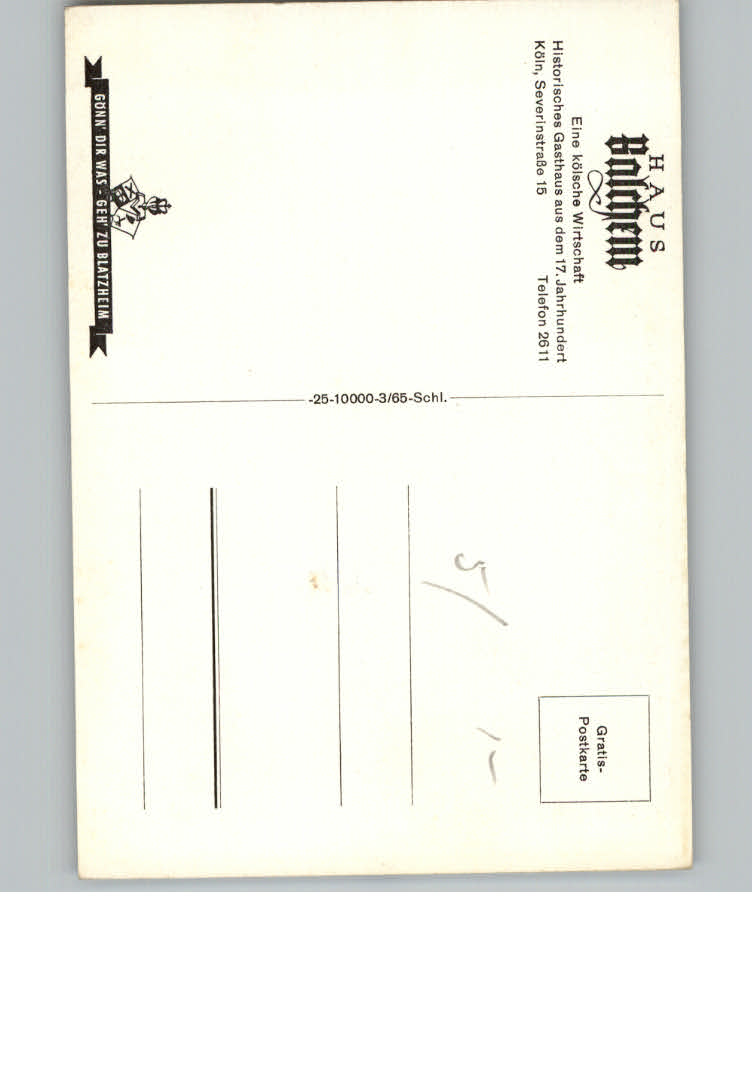 HAUS
Balchem
Eine kölsche Wirtschaft
Historisches Gasthaus aus dem 17. Jahrhundert
Köln, Severinstraße 15 Telefon 2611
GÖNN' DIR WAS - GEH' ZU BLATZHEIM
-25-10000-3/65-Schl.
Gratis-
Postkarte